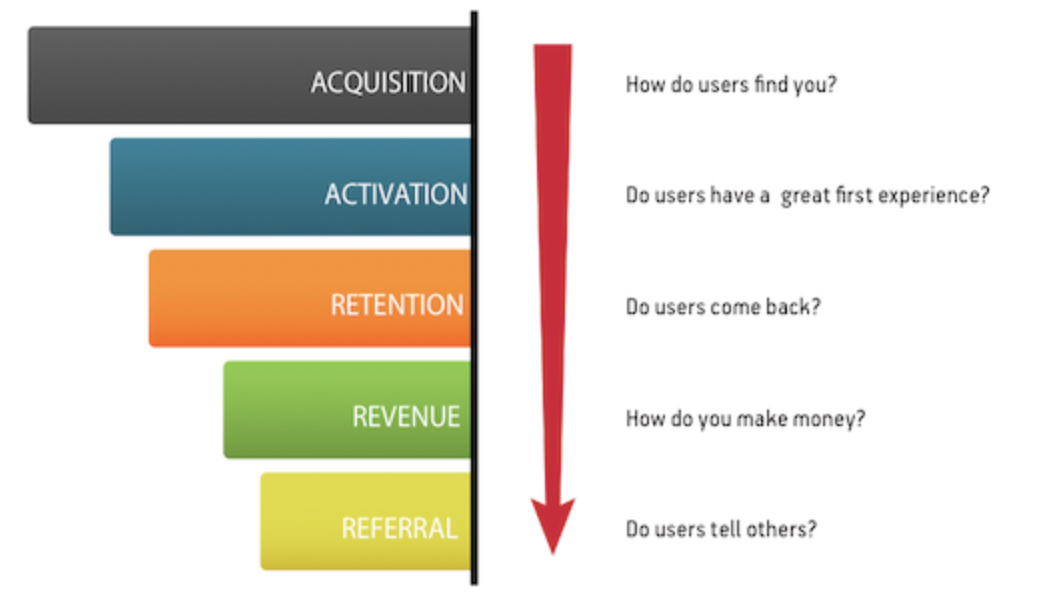 ACQUISITION
How do users find you?
ACTIVATION
Do users have a great first experience?
RETENTION
Do users come back?
REVENUE
How do you make money?
REFERRAL
Do users tell others?